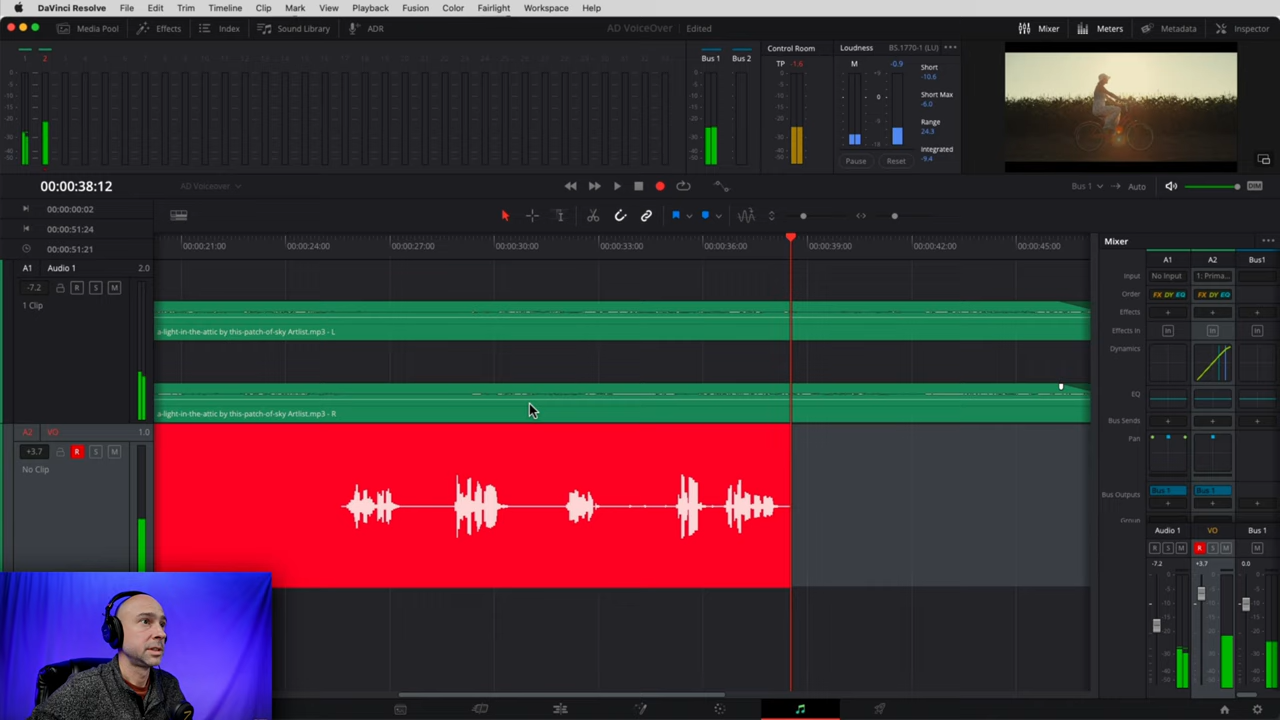 DaVinci Resolve File Edit Trim Timeline Clip Mark View Playback Fusion Color Fairlight Workspace Help
Media Pool Effects Index Sound Library ADR AD VoiceOver Edited Mixer Meters Metadata Inspector
1 2 Bus 1 Bus 2 Control Room Loudness BS.1770-1 (LU)
TP -1.6 M -0.9 Short
-10.6
Short Max
-6.0
Range
24.3
Integrated
-9.4
Pause Reset
00:00:38:12 AD Voiceover Bus 1 Auto DIM
00:00:00:02
00:00:51:24
00:00:51:21
00:00:21:00 00:00:24:00 00:00:27:00 00:00:30:00 00:00:33:00 00:00:36:00 00:00:39:00 00:00:42:00 00:00:45:00
A1 Audio 1 2.0
-7.2 R S M
1 Clip
a-light-in-the-attic by this-patch-of-sky Artlist.mp3 - L
a-light-in-the-attic by this-patch-of-sky Artlist.mp3 - R
A2 VO 1.0
+3.7 R S M
No Clip
Mixer
A1 A2 Bus1
Input No Input 1: Prima...
Order FX DY EQ FX DY EQ
Effects
Effects In
Dynamics
EQ
Bus Sends
Pan
Bus Outputs Bus 1 Bus 1
Group
Audio 1 VO Bus 1
R S M R S M M
-7.2 +3.7 0.0